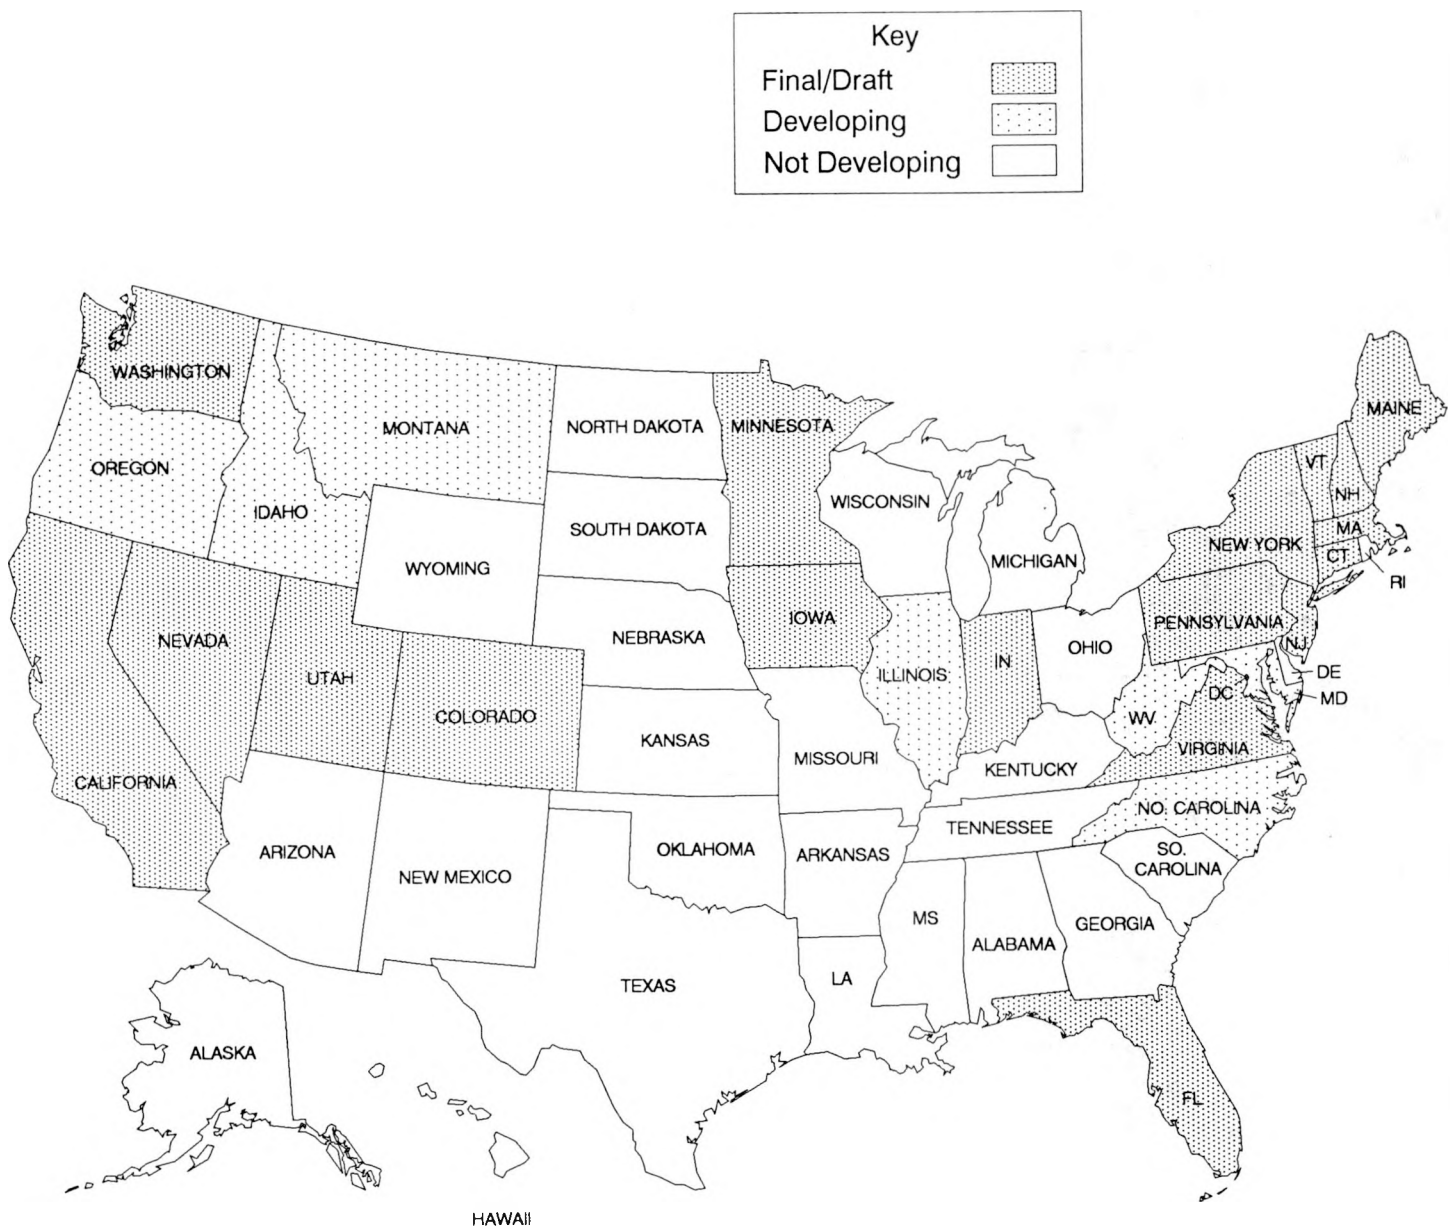 Key
Final/Draft
Developing
Not Developing
WASHINGTON
MONTANA
OREGON
IDAHO
NORTH DAKOTA
MINNESOTA
SOUTH DAKOTA
WISCONSIN
MICHIGAN
WYOMING
MAINE
VT
NH
MA
NEW YORK
CT
RI
NEVADA
UTAH
COLORADO
CALIFORNIA
NEBRASKA
IOWA
ILLINOIS
IN
OHIO
PENNSYLVANIA
NJ
DE
MD
DC
WV
VIRGINIA
KANSAS
MISSOURI
KENTUCKY
NO. CAROLINA
TENNESSEE
SO.
CAROLINA
ARIZONA
NEW MEXICO
OKLAHOMA
ARKANSAS
MS
ALABAMA
GEORGIA
TEXAS
LA
FL
ALASKA
HAWAII